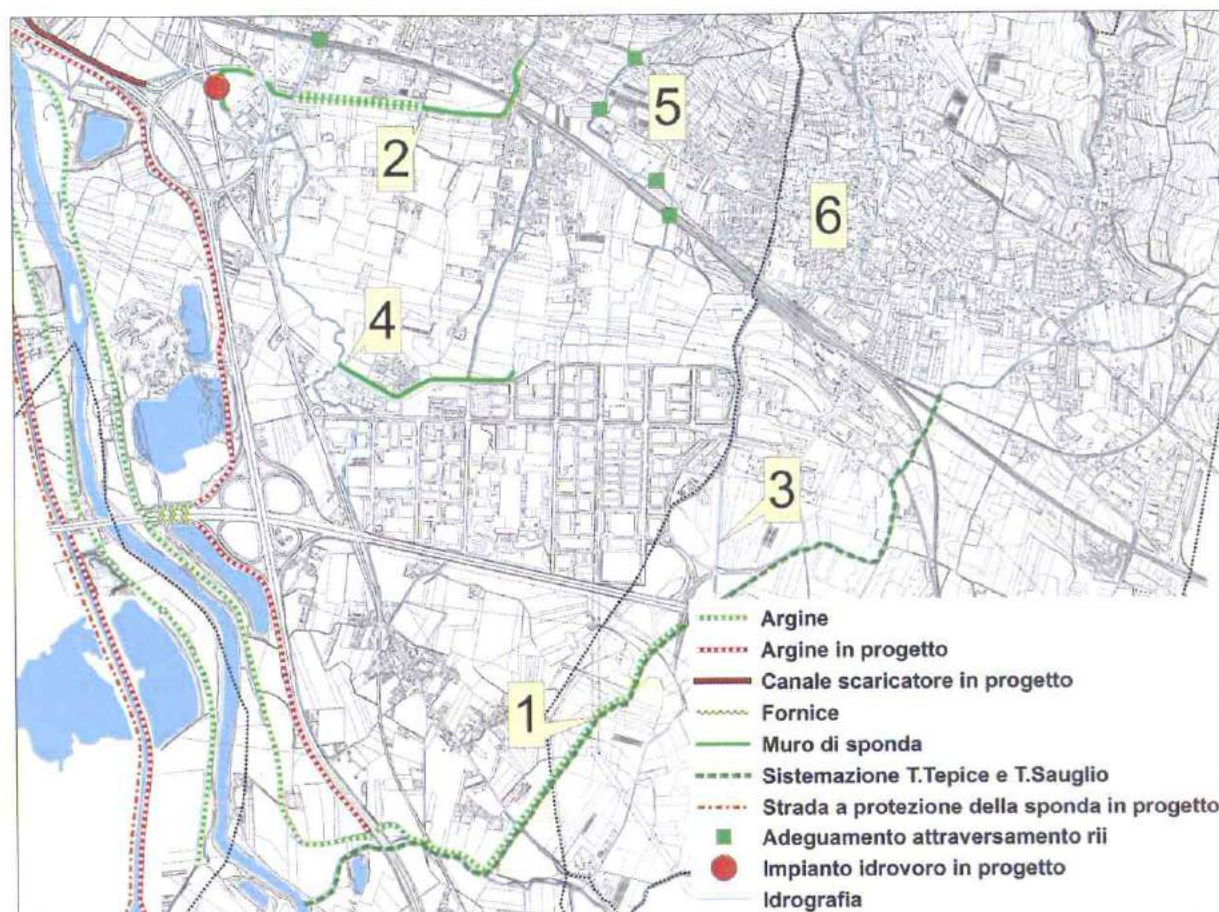 5
2
6
4
3
1
Argine
Argine in progetto
Canale scaricatore in progetto
Fornice
Muro di sponda
Sistemazione T.Tepice e T.Sauglio
Strada a protezione della sponda in progetto
Adeguamento attraversamento rii
Impianto idrovoro in progetto
Idrografia